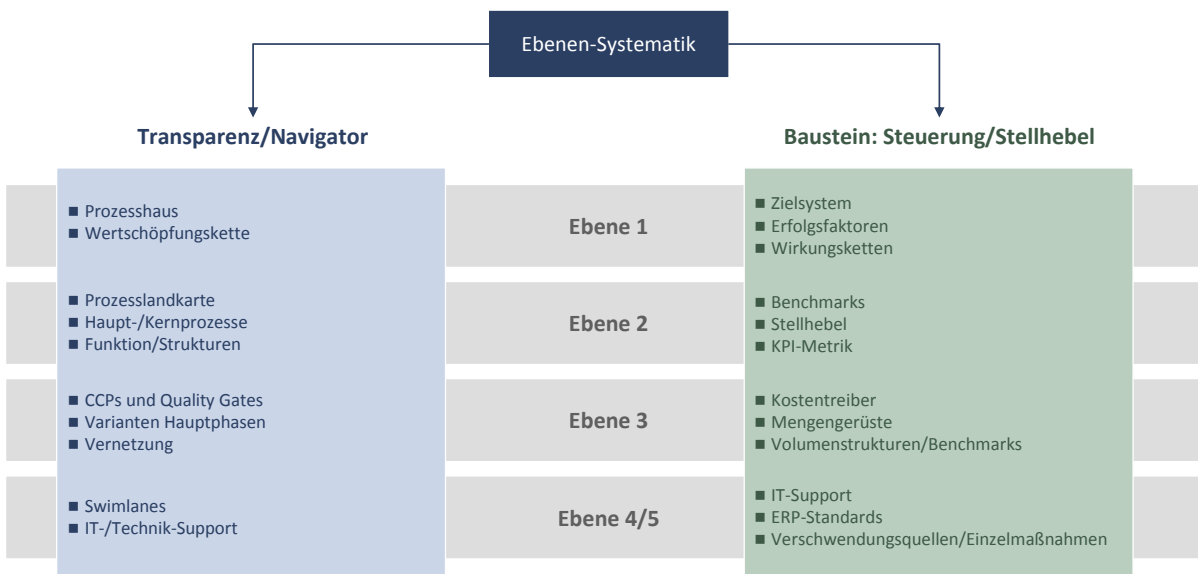 Ebenen-Systematik
Transparenz/Navigator
Baustein: Steuerung/Stellhebel
■ Prozesshaus
■ Wertschöpfungskette
Ebene 1
■ Zielsystem
■ Erfolgsfaktoren
■ Wirkungsketten
■ Prozesslandkarte
■ Haupt-/Kernprozesse
■ Funktion/Strukturen
Ebene 2
■ Benchmarks
■ Stellhebel
■ KPI-Metrik
■ CCPs und Quality Gates
■ Varianten Hauptphasen
■ Vernetzung
Ebene 3
■ Kostentreiber
■ Mengengerüste
■ Volumenstrukturen/Benchmarks
■ Swimlanes
■ IT-/Technik-Support
Ebene 4/5
■ IT-Support
■ ERP-Standards
■ Verschwendungsquellen/Einzelmaßnahmen